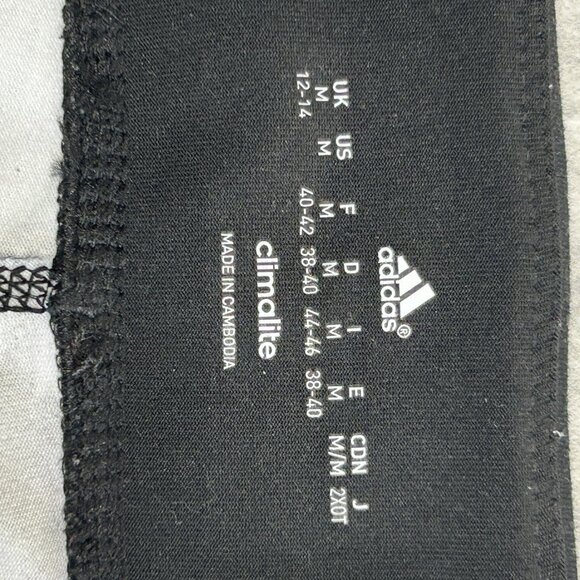 adidas®
UK US F D I E CDN J
M M M M M M M/M 2XOT
12-14 40-42 38-40 44-46 38-40
climalite
MADE IN CAMBODIA